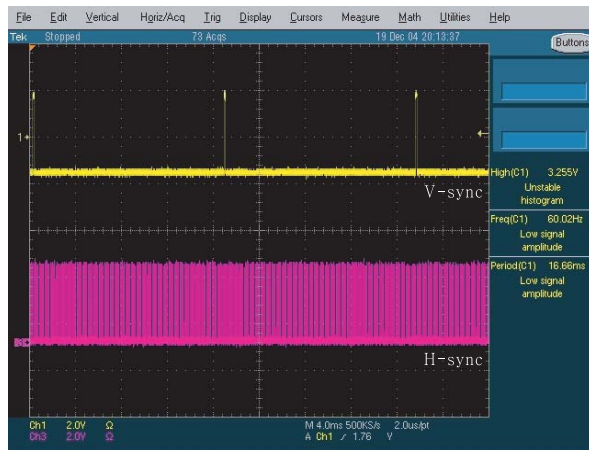 File Edit Vertical Horiz/Acq Trig Display Cursors Measure Math Utilities Help
Tek Stopped 73 Acqs 19 Dec 04 20:13:37
Buttons
1
V-sync
High(C1) 3.255V
Unstable
histogram
Freq(C1) 60.02Hz
Low signal
amplitude
Period(C1) 16.66ms
Low signal
amplitude
H-sync
Ch1 2.0V Ω M 4.0ms 500KS/s 2.0us/pt
Ch3 2.0V Ω A Ch1 1.76 V